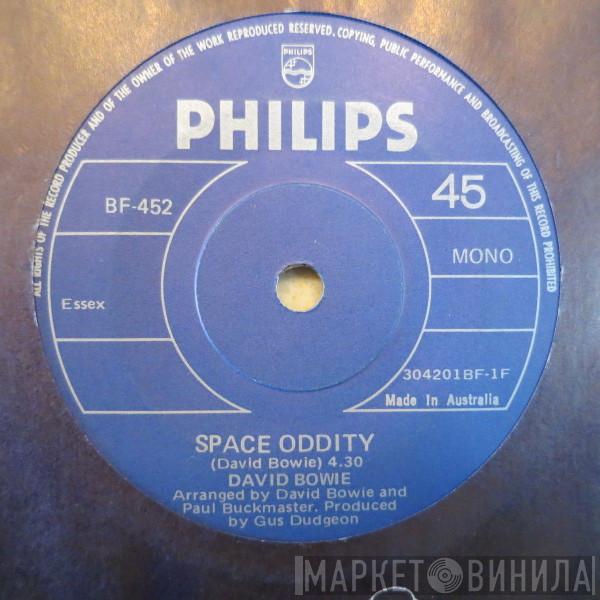 ALL RIGHTS OF THE RECORD PRODUCER AND OF THE OWNER OF THE WORK REPRODUCED RESERVED. COPYING, PUBLIC PERFORMANCE AND BROADCASTING OF THIS RECORD PROHIBITED
PHILIPS
45
PHILIPS
BF-452
45
MONO
Essex
304201BF-1F
Made In Australia
SPACE ODDITY
(David Bowie) 4.30
DAVID BOWIE
Arranged by David Bowie and
Paul Buckmaster. Produced
by Gus Dudgeon
МАРКЕТ ВИНИЛА